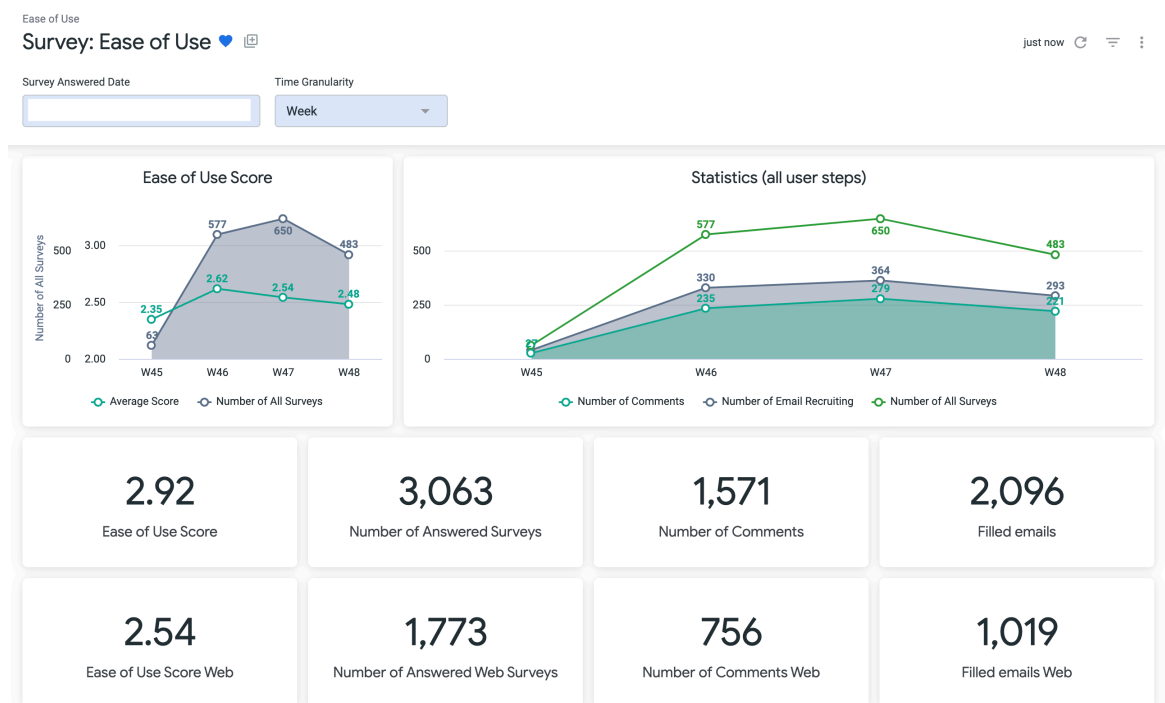 Ease of Use
Survey: Ease of Use
just now
Survey Answered Date
Time Granularity
Week
Ease of Use Score
Number of All Surveys
500
250
0
3.00
2.50
2.00
577
650
483
63
2.35
2.62
2.54
2.48
W45
W46
W47
W48
Average Score
Number of All Surveys
Statistics (all user steps)
500
250
0
577
650
483
330
364
293
27
235
279
221
W45
W46
W47
W48
Number of Comments
Number of Email Recruiting
Number of All Surveys
2.92
Ease of Use Score
3,063
Number of Answered Surveys
1,571
Number of Comments
2,096
Filled emails
2.54
Ease of Use Score Web
1,773
Number of Answered Web Surveys
756
Number of Comments Web
1,019
Filled emails Web